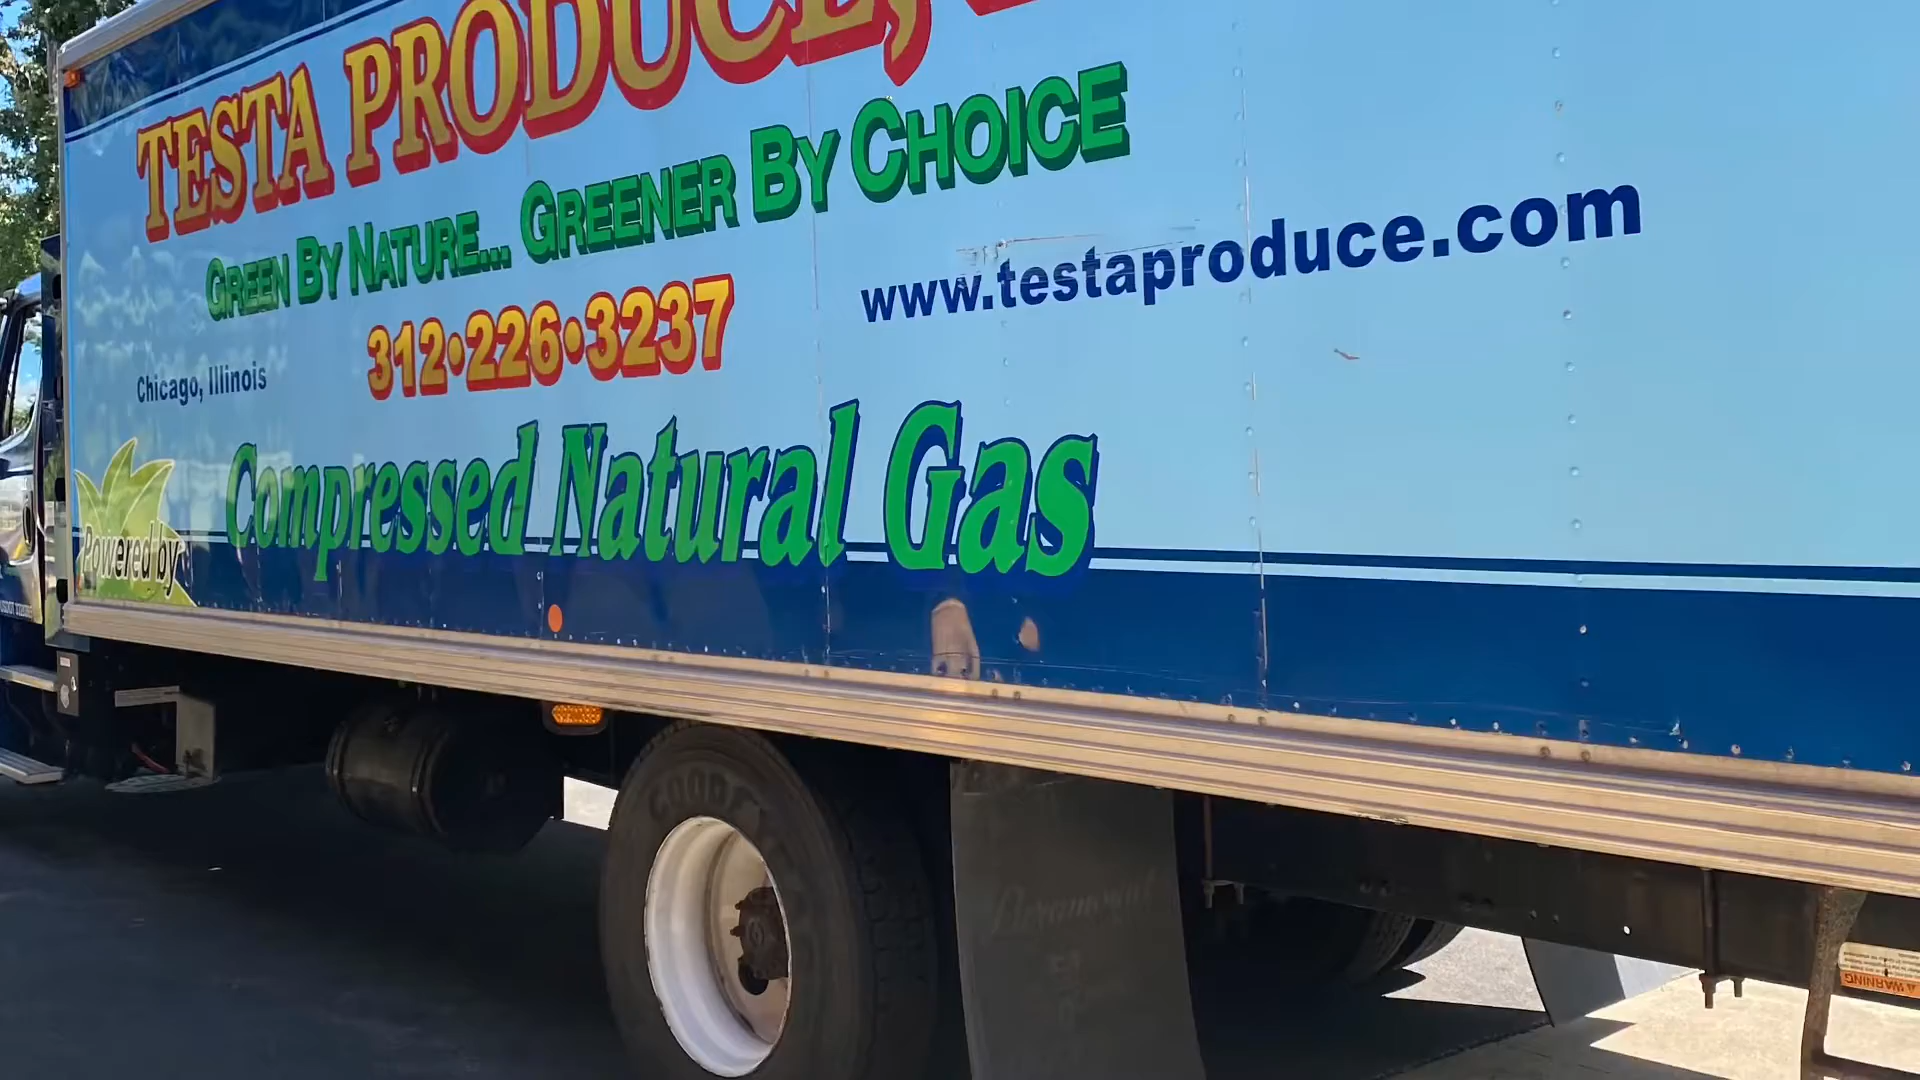 TESTA PRODUCE,
GREEN BY NATURE... GREENER BY CHOICE
312•226•3237
www.testaproduce.com
Chicago, Illinois
Powered by
Compressed Natural Gas
WARNING